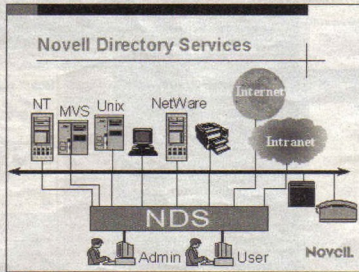 Novell Directory Services
NT MVS Unix NetWare Internet
Intranet
NDS
Admin User Novell.